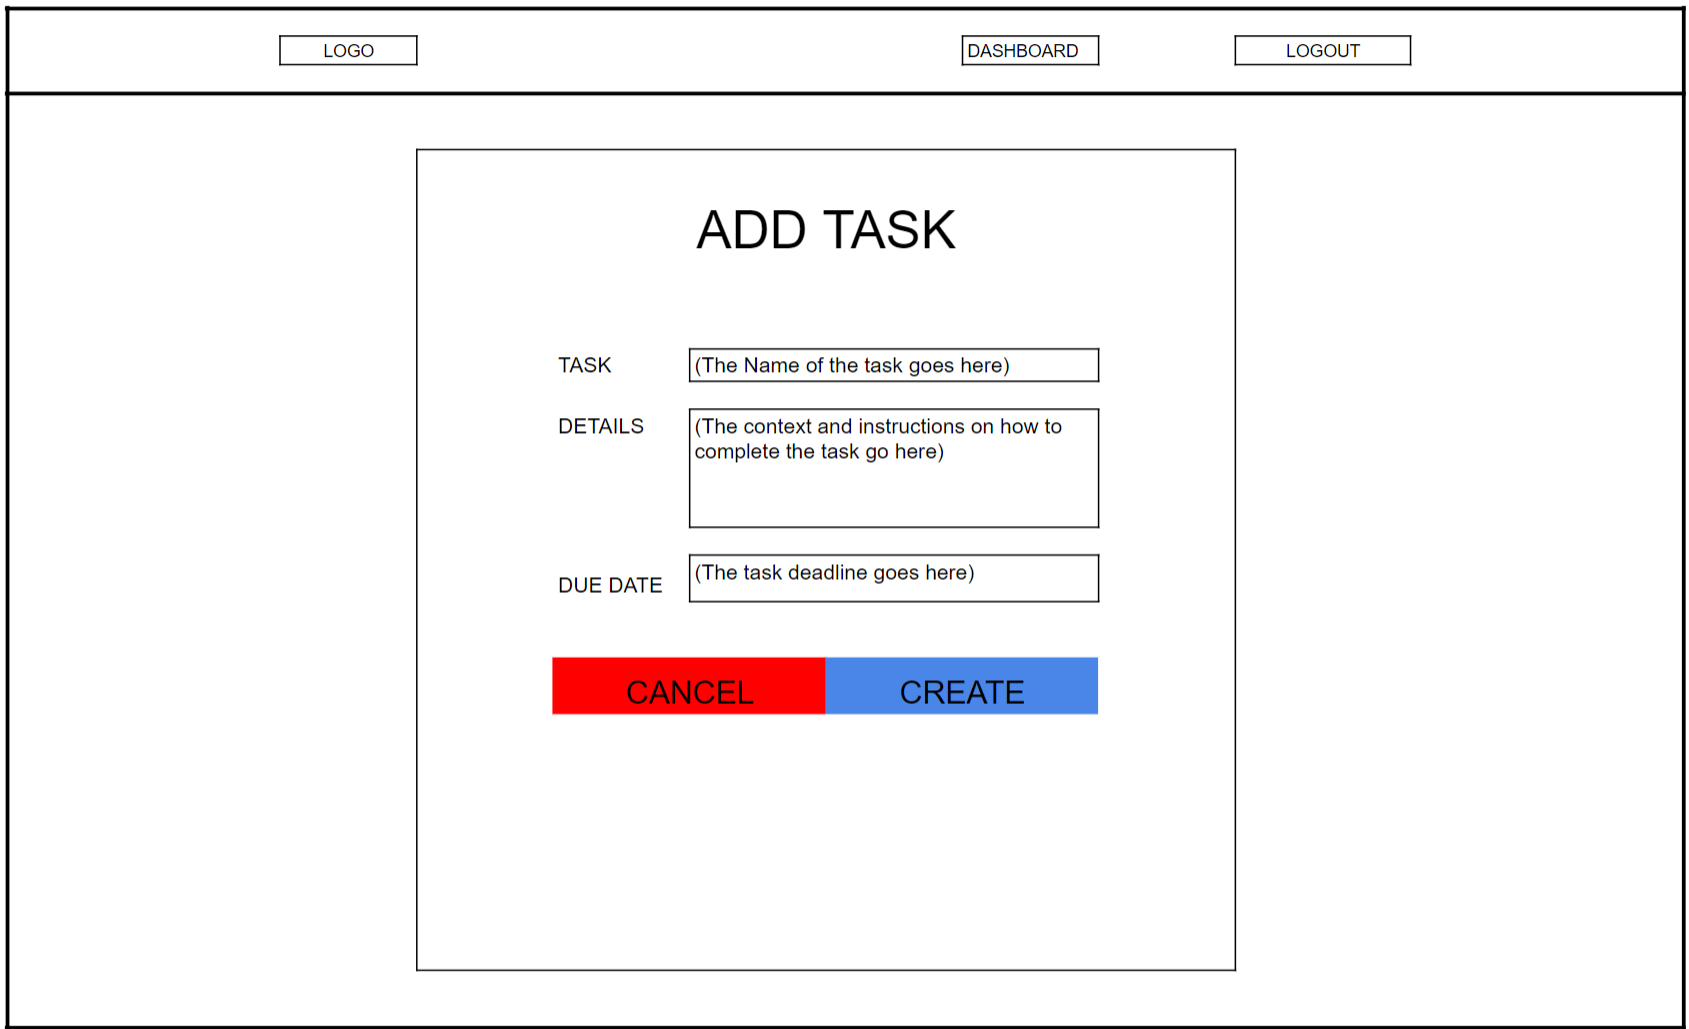 LOGO
DASHBOARD
LOGOUT
ADD TASK
TASK
(The Name of the task goes here)
DETAILS
(The context and instructions on how to
complete the task go here)
DUE DATE
(The task deadline goes here)
CANCEL
CREATE